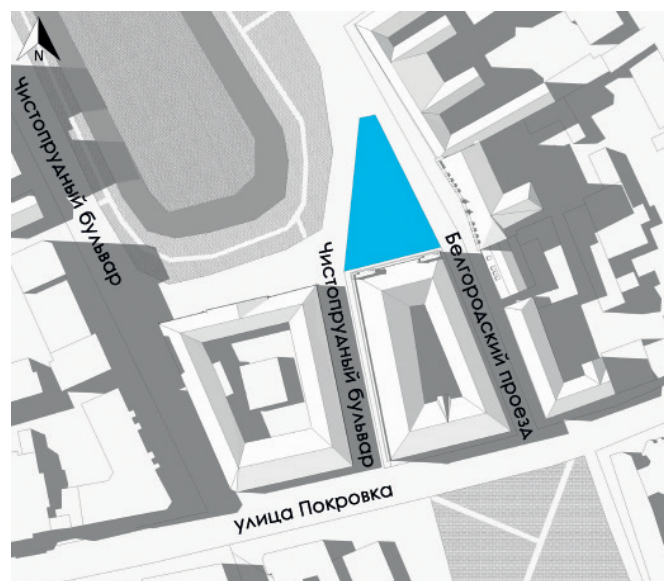 N
Чистопрудный бульвар
Чистопрудный бульвар
Белгородский проезд
улица Покровка